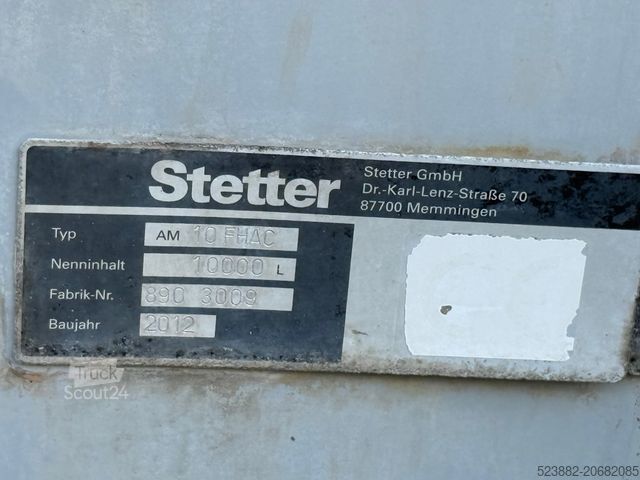 Stetter
Stetter GmbH
Dr.-Karl-Lenz-Straße 70
87700 Memmingen
Typ AM 10 FHAC
Nenninhalt 10000 L
Fabrik-Nr. 890 3009
Baujahr 2012
Truck
Scout24
523882-20682085